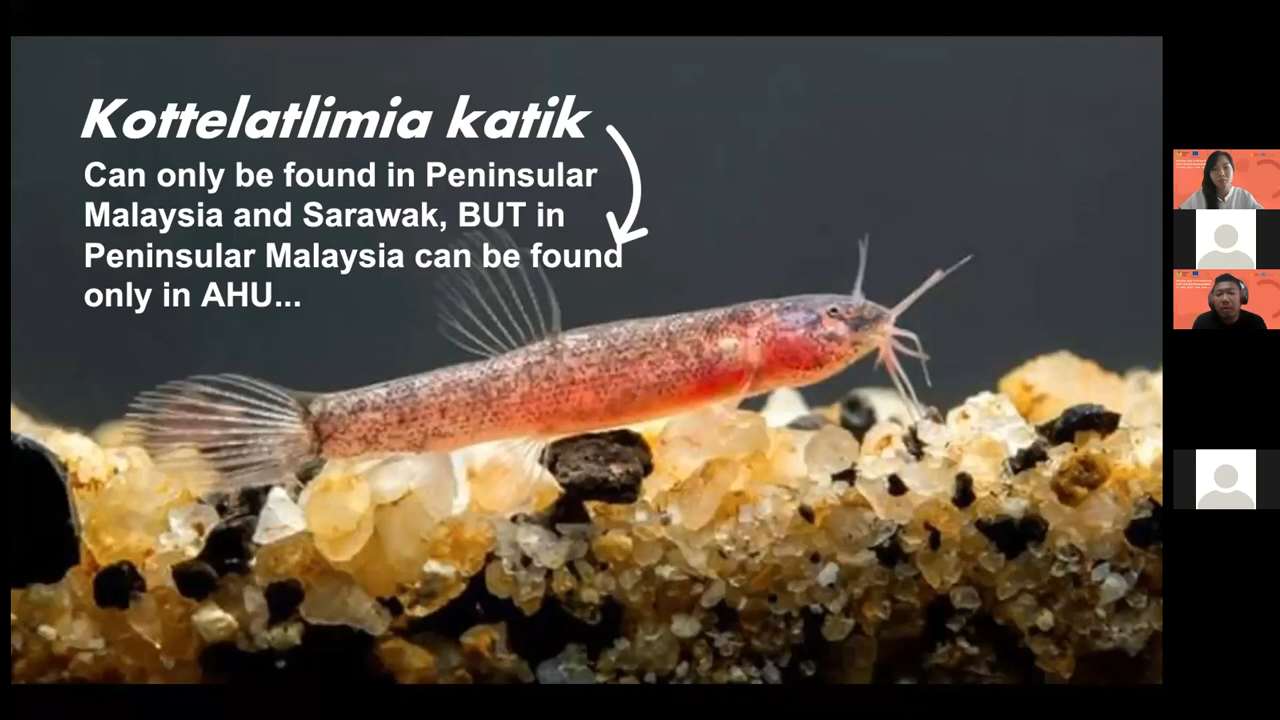 Kottelatlimia katik
Can only be found in Peninsular
Malaysia and Sarawak, BUT in
Peninsular Malaysia can be found
only in AHU...